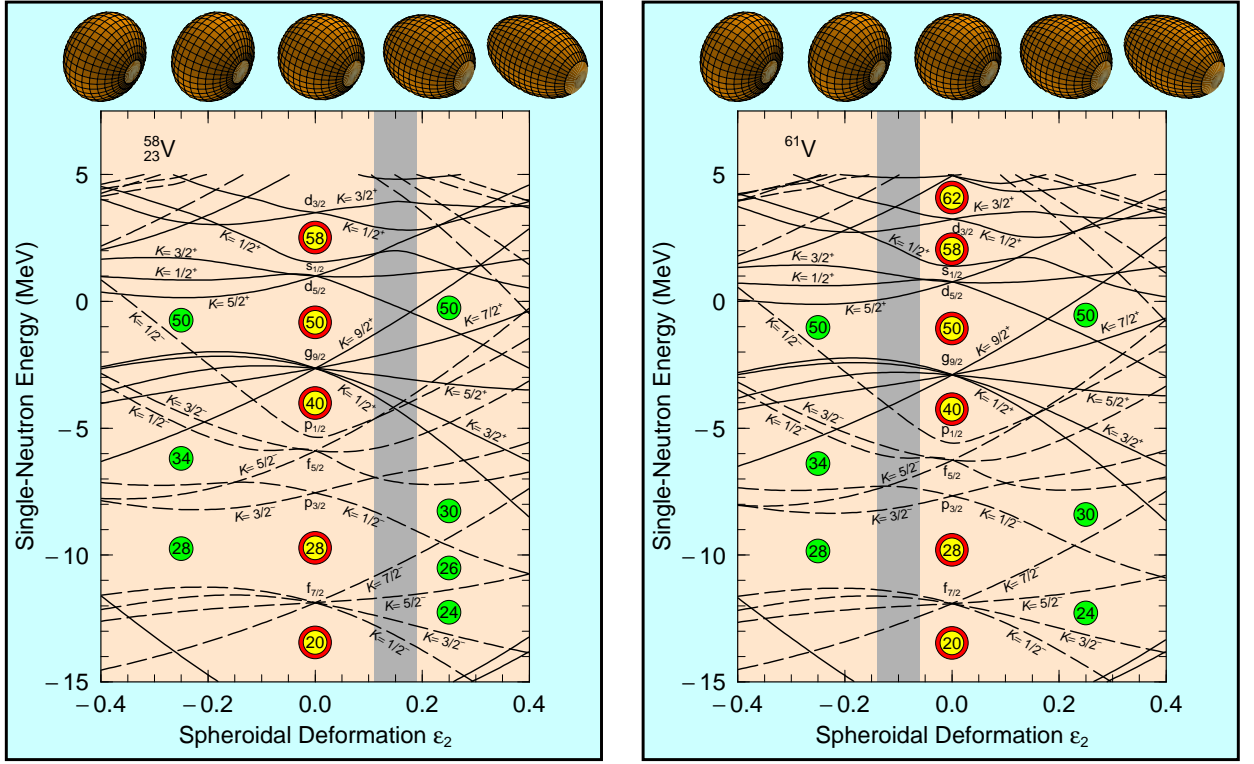 58
23V
5
0
−5
−10
−15
−0.4
−0.2
0.0
0.2
0.4
Single-Neutron Energy (MeV)
Spheroidal Deformation ε2
d3/2
K= 3/2+
K= 1/2+
K= 1/2+
58
K= 3/2+
s1/2
K= 1/2+
d5/2
K= 5/2+
50
50
50
K= 1/2−
K= 9/2+
K= 7/2+
g9/2
K= 5/2+
K= 1/2+
40
K= 3/2−
K= 1/2−
p1/2
K= 3/2+
34
K= 5/2−
f5/2
p3/2
K= 3/2−
K= 1/2−
30
28
28
26
f7/2
K= 7/2−
K= 5/2−
24
20
K= 3/2−
K= 1/2−
61V
5
0
−5
−10
−15
−0.4
−0.2
0.0
0.2
0.4
Single-Neutron Energy (MeV)
Spheroidal Deformation ε2
62
K= 3/2+
d3/2
K= 1/2+
K= 1/2+
58
K= 3/2+
s1/2
K= 1/2+
d5/2
K= 5/2+
50
50
50
K= 1/2−
K= 9/2+
K= 7/2+
g9/2
K= 5/2+
K= 1/2+
40
K= 3/2−
K= 1/2−
p1/2
K= 3/2+
34
K= 5/2−
f5/2
p3/2
K= 3/2−
K= 1/2−
30
28
28
f7/2
K= 7/2−
K= 5/2−
24
20
K= 3/2−
K= 1/2−